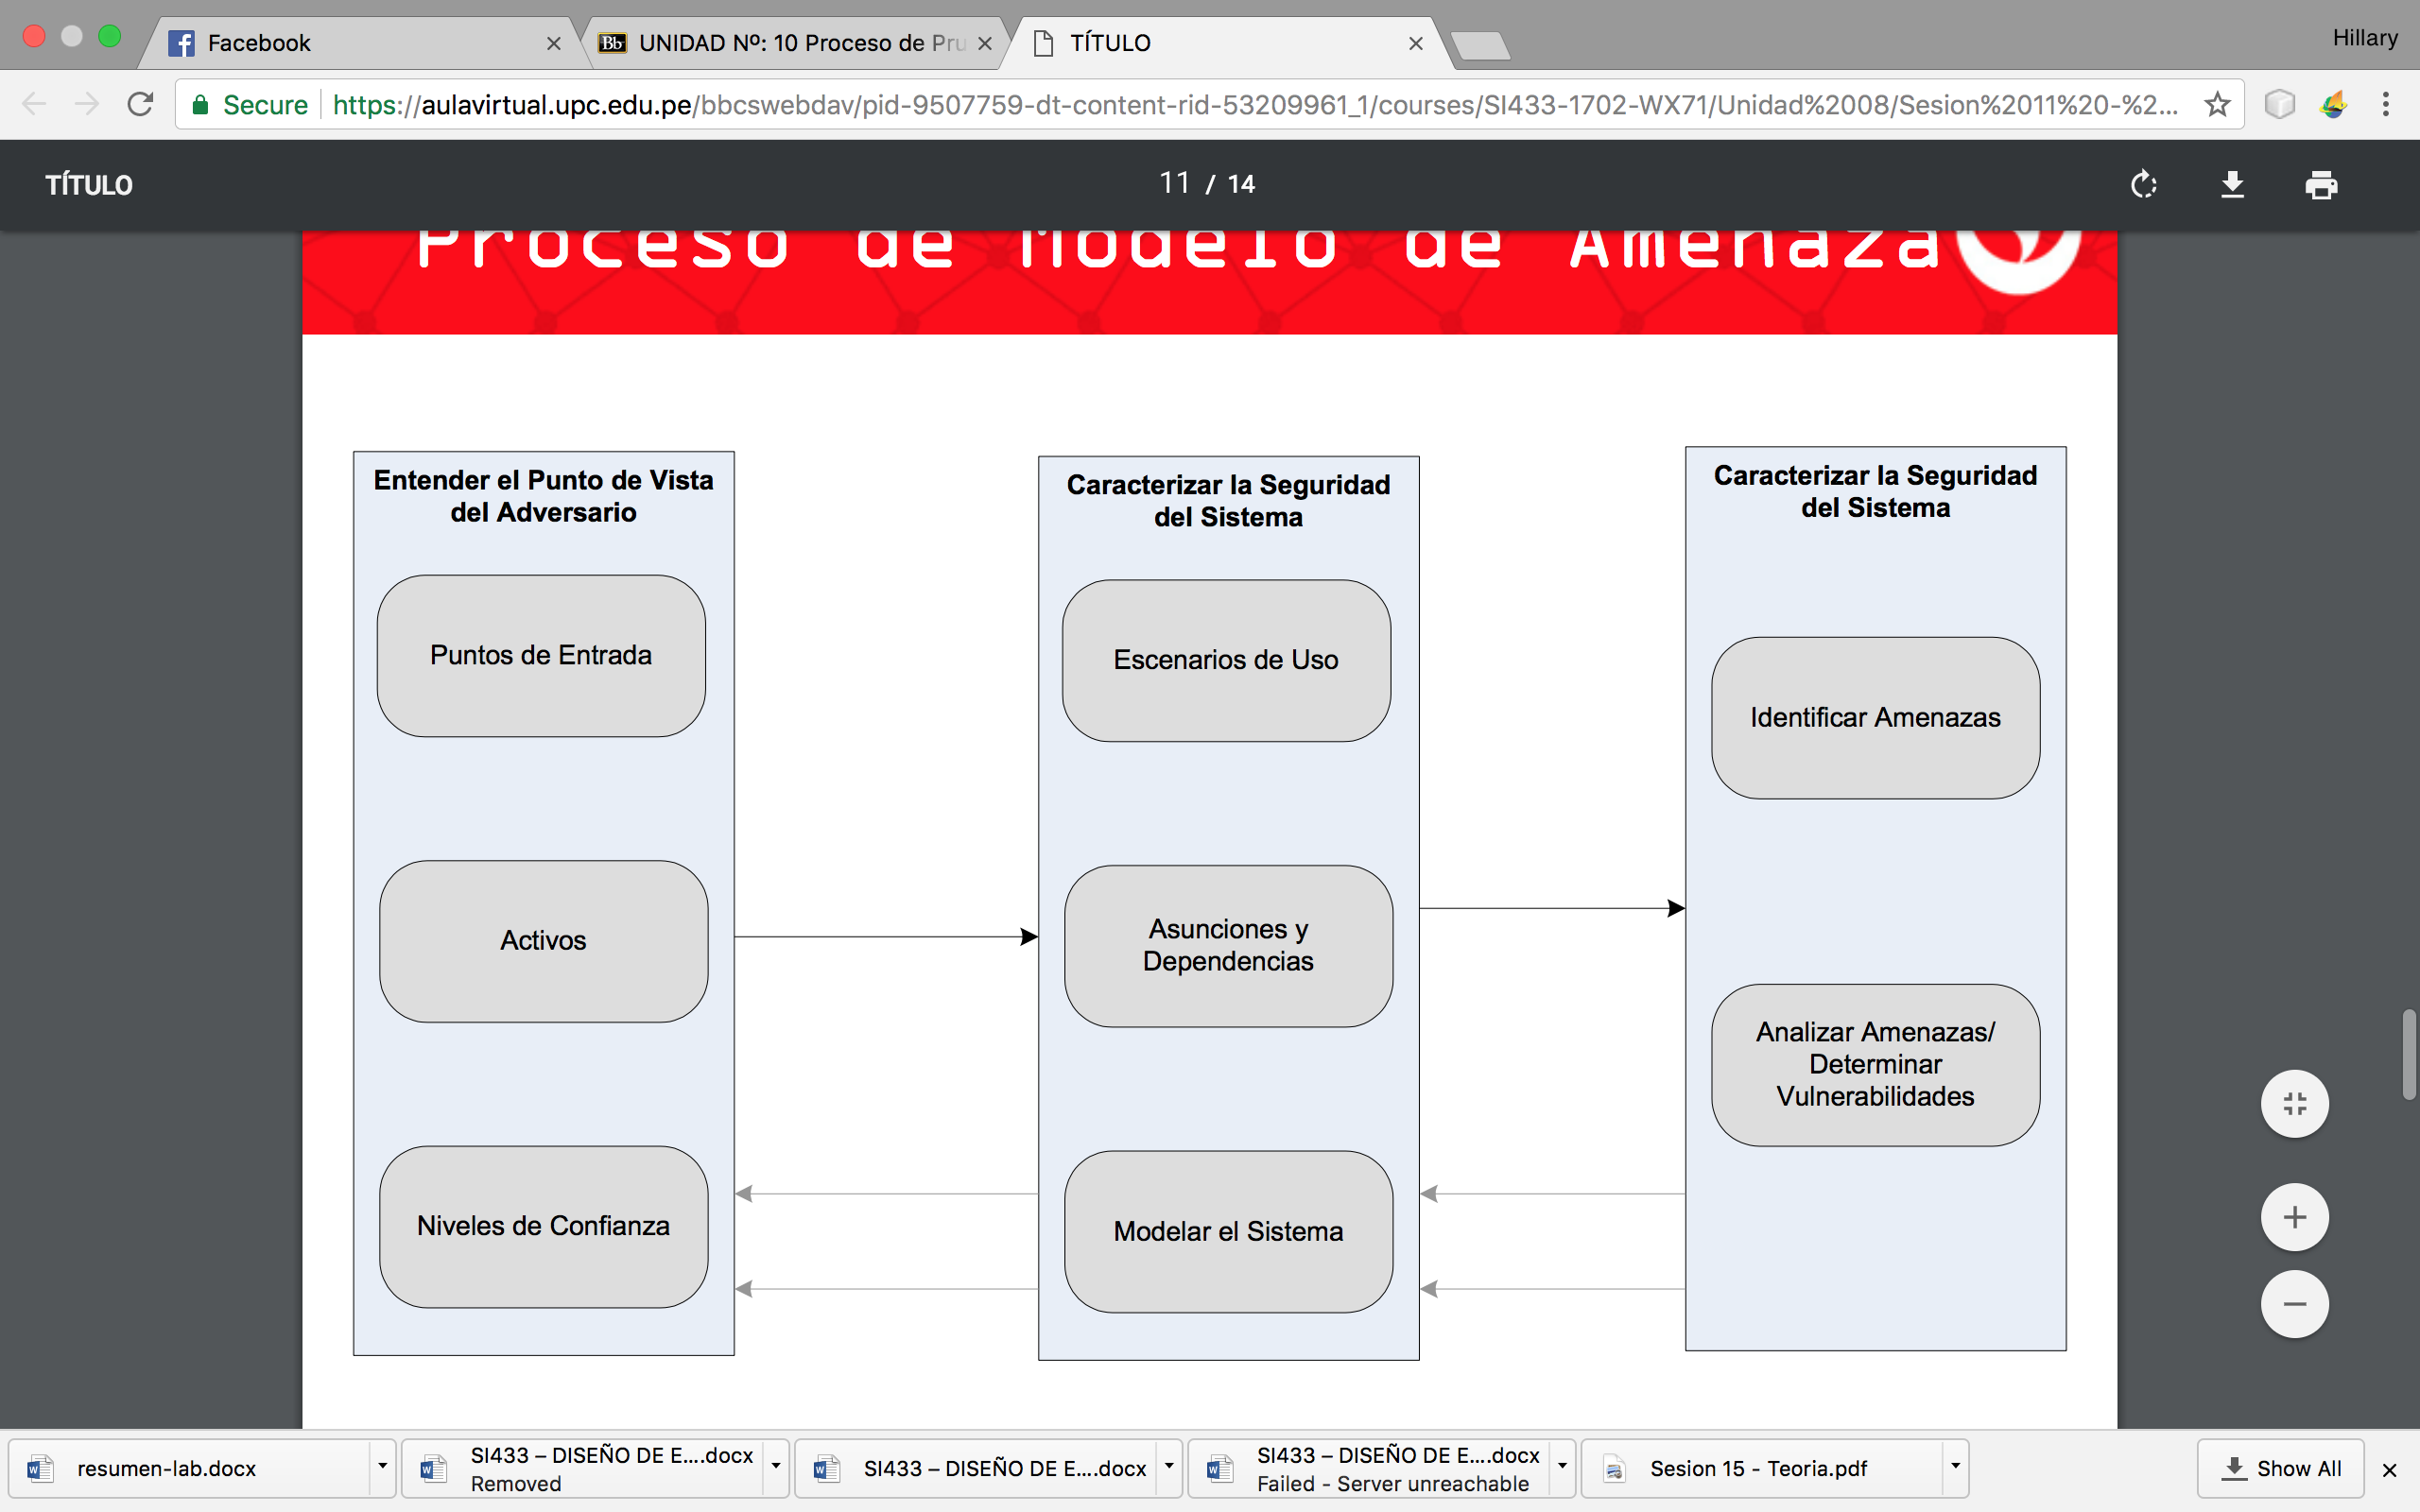 Facebook
UNIDAD Nº: 10 Proceso de Pru
TÍTULO
Hillary
Secure
https://aulavirtual.upc.edu.pe/bbcswebdav/pid-9507759-dt-content-rid-53209961_1/courses/SI433-1702-WX71/Unidad%2008/Sesion%2011%20-%2...
TÍTULO
11 / 14
Proceso de Modelo de Amenaza
Entender el Punto de Vista
del Adversario
Puntos de Entrada
Activos
Niveles de Confianza
Caracterizar la Seguridad
del Sistema
Escenarios de Uso
Asunciones y
Dependencias
Modelar el Sistema
Caracterizar la Seguridad
del Sistema
Identificar Amenazas
Analizar Amenazas/
Determinar
Vulnerabilidades
resumen-lab.docx
SI433 – DISEÑO DE E....docx
Removed
SI433 – DISEÑO DE E....docx
SI433 – DISEÑO DE E....docx
Failed - Server unreachable
Sesion 15 - Teoria.pdf
Show All